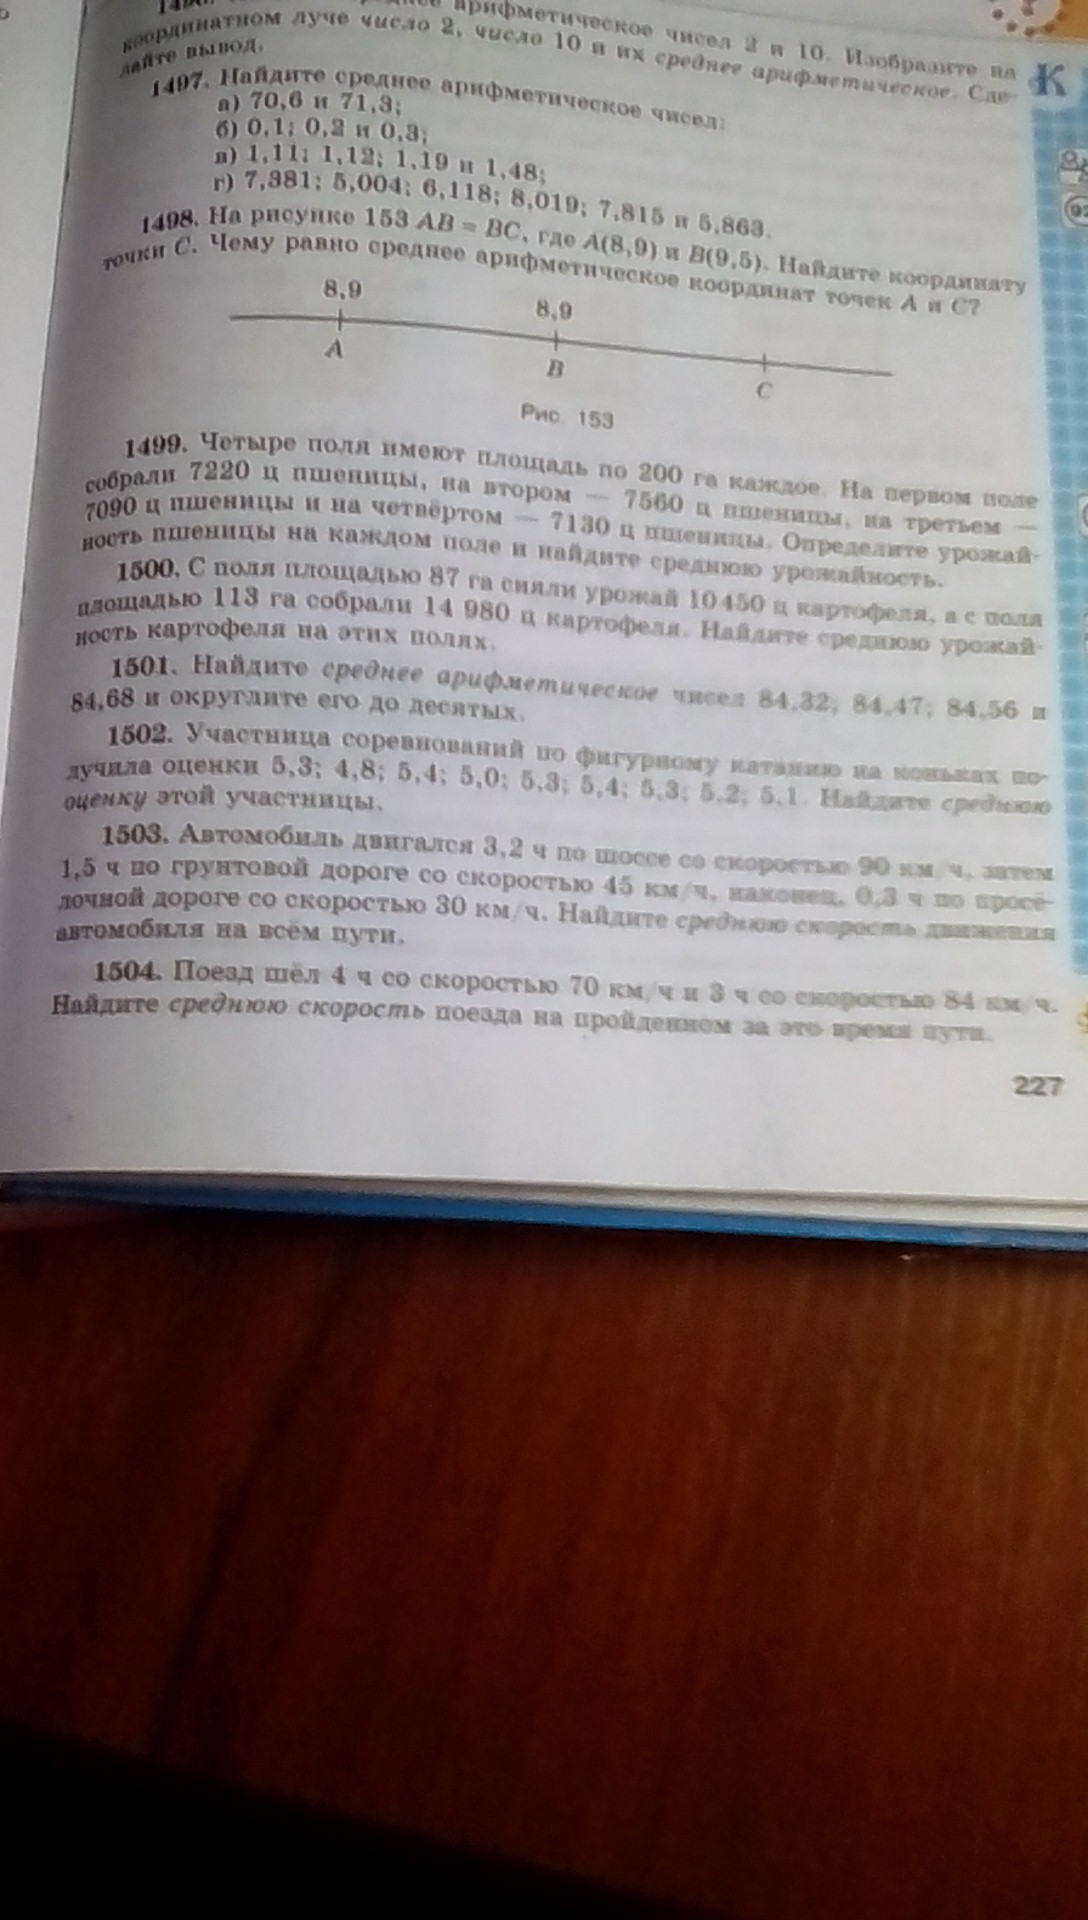 арифметическое чисел 2 и 10. Изобразите на
координатном луче число 2, число 10 и их среднее арифметическое. Сде-
лайте вывод.
1497. Найдите среднее арифметическое чисел:
а) 70,6 и 71,3;
б) 0,1; 0,2 и 0,3;
в) 1,11; 1,12; 1,19 и 1,48;
г) 7,381; 5,004; 6,118; 8,019; 7,815 и 5,863.
1498. На рисунке 153 AB = BC, где A(8,9) и B(9,5). Найдите координату
точки C. Чему равно среднее арифметическое координат точек A и C?
8,9
8,9
A
B
C
Рис. 153
1499. Четыре поля имеют площадь по 200 га каждое. На первом поле
собрали 7220 ц пшеницы, на втором — 7560 ц пшеницы, на третьем —
7090 ц пшеницы и на четвёртом — 7130 ц пшеницы. Определите урожай-
ность пшеницы на каждом поле и найдите среднюю урожайность.
1500. С поля площадью 87 га сняли урожай 10 450 ц картофеля, а с поля
площадью 113 га собрали 14 980 ц картофеля. Найдите среднюю урожай-
ность картофеля на этих полях.
1501. Найдите среднее арифметическое чисел 84,32; 84,47; 84,56 и
84,68 и округлите его до десятых.
1502. Участница соревнований по фигурному катанию на коньках по-
лучила оценки 5,3; 4,8; 5,4; 5,0; 5,3; 5,4; 5,3; 5,2; 5,1. Найдите среднюю
оценку этой участницы.
1503. Автомобиль двигался 3,2 ч по шоссе со скоростью 90 км/ч, затем
1,5 ч по грунтовой дороге со скоростью 45 км/ч, наконец, 0,3 ч по просё-
лочной дороге со скоростью 30 км/ч. Найдите среднюю скорость движения
автомобиля на всём пути.
1504. Поезд шёл 4 ч со скоростью 70 км/ч и 3 ч со скоростью 84 км/ч.
Найдите среднюю скорость поезда на пройденном за это время пути.
227
К